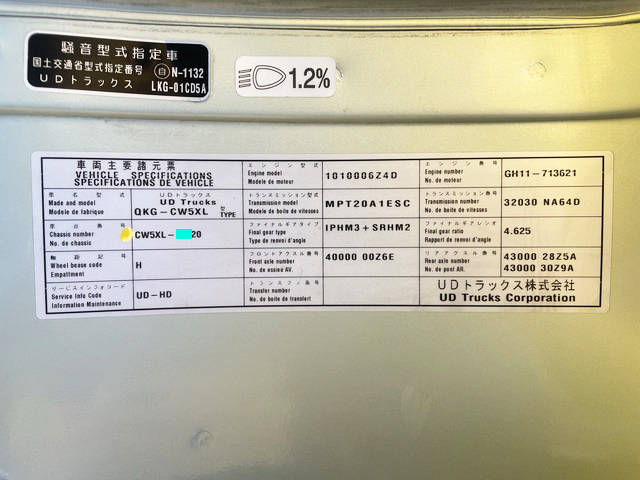 騒音型式指定車
国土交通省型式指定番号 自 N-1132
UDトラックス LKG-01CD5A
1.2%
車両主要諸元票
VEHICLE SPECIFICATIONS
SPECIFICATIONS DE VEHICLE
エンジン型式
Engine model
Modele de moteur
1010006Z4D
エンジン番号
Engine number
No. de moteur
GH11-713621
車名型式
Made and model
Modele de fabrique
UDトラックス
UD Trucks
QKG-CW5XL
型
TYPE
トランスミッション型式
Transmission model
Modele de boite de vitesses
MPT20A1ESC
トランスミッション番号
Transmission number
No. de boite de vitesses
32030 NA64D
車台番号
Chassis number
No. de chassis
CW5XL- 20
ファイナルギアタイプ
Final gear type
Type de renvoi d'angle
IPHM3+SRHM2
ファイナルギアレシオ
Final gear ratio
Rapport de renvoi d'angle
4.625
軸距記号
Wheel bease code
Empattment
H
フロントアクスル番号
Front axle number
No. de essieu AV.
40000 00Z6E
リアアクスル番号
Rear axle number
No. de pont AR.
43000 28Z5A
43000 30Z9A
サービスインフォコード
Service Info Code
Information Maintenance
UD-HD
トランスファ番号
Transfer number
No. de boite de transfert
UDトラックス株式会社
UD Trucks Corporation